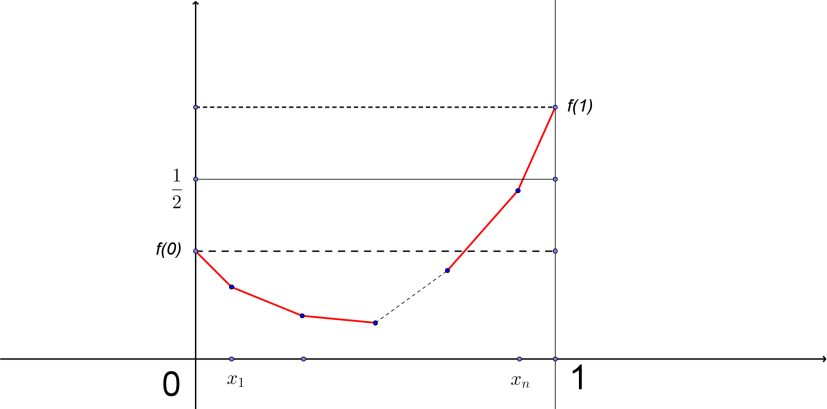 f(1)
1/2
f(0)
0
x₁
xₙ
1